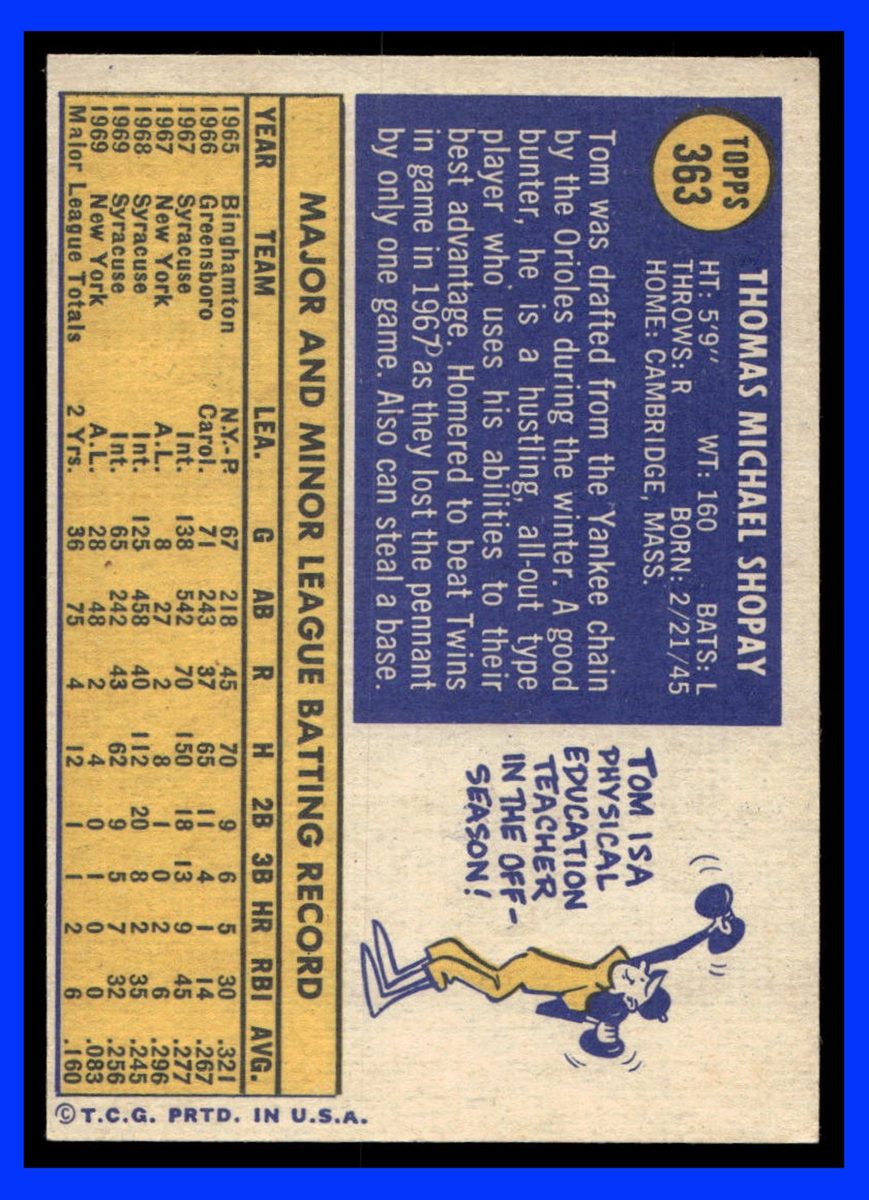 TOPPS
363
THOMAS MICHAEL SHOPAY
HT: 5'9" WT: 160 BATS: L
THROWS: R BORN: 2/21/45
HOME: CAMBRIDGE, MASS.
Tom was drafted from the Yankee chain
by the Orioles during the winter. A good
bunter, he is a hustling, all-out type
player who uses his abilities to their
best advantage. Homered to beat Twins
in game in 1967 as they lost the pennant
by only one game. Also can steal a base.
TOM IS A
PHYSICAL
EDUCATION
TEACHER
IN THE OFF-
SEASON!
MAJOR AND MINOR LEAGUE BATTING RECORD
YEAR TEAM LEA. G AB R H 2B 3B HR RBI AVG.
1965 Binghamton N.Y.-P. 67 218 45 70 9 6 5 30 .321
1966 Greensboro Carol. 71 243 37 65 11 4 1 14 .267
1967 Syracuse Int. 138 542 70 150 18 13 9 45 .277
1967 New York A.L. 8 27 2 8 1 0 2 6 .296
1968 Syracuse Int. 125 458 40 112 20 8 2 35 .245
1969 Syracuse Int. 65 242 43 62 9 5 7 32 .256
1969 New York A.L. 28 48 2 4 0 1 0 0 .083
Major League Totals 2 Yrs. 36 75 4 12 1 1 2 6 .160
© T.C.G. PRTD. IN U.S.A.